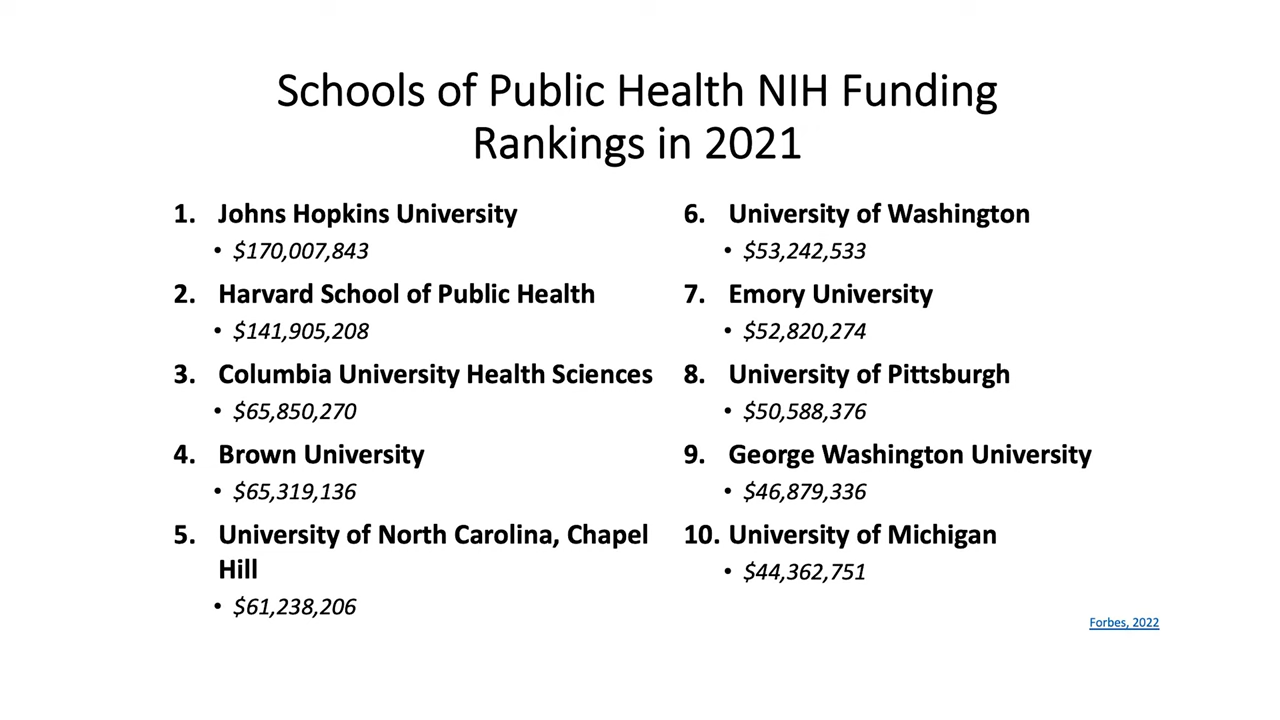 Schools of Public Health NIH Funding
Rankings in 2021
1. Johns Hopkins University
• $170,007,843
2. Harvard School of Public Health
• $141,905,208
3. Columbia University Health Sciences
• $65,850,270
4. Brown University
• $65,319,136
5. University of North Carolina, Chapel
Hill
• $61,238,206
6. University of Washington
• $53,242,533
7. Emory University
• $52,820,274
8. University of Pittsburgh
• $50,588,376
9. George Washington University
• $46,879,336
10. University of Michigan
• $44,362,751
Forbes, 2022